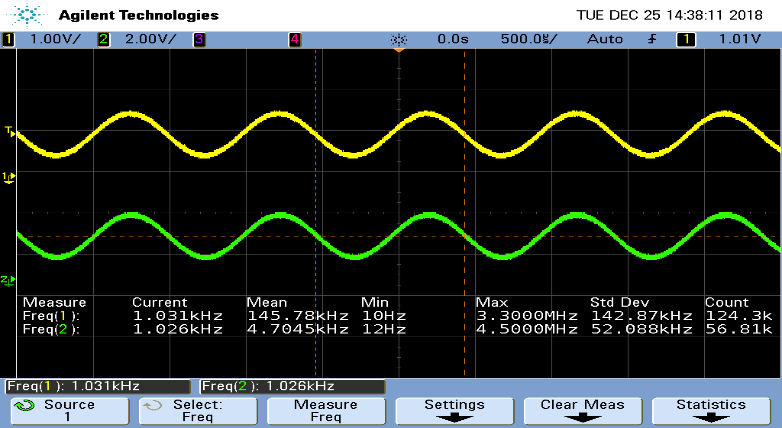 Agilent Technologies TUE DEC 25 14:38:11 2018
1 1.00V/ 2 2.00V/ 3 4 0.0s 500.0㎲/ Auto 1 1.01V
T
1
2
Measure Current Mean Min Max Std Dev Count
Freq(1): 1.031kHz 145.78kHz 10Hz 3.3000MHz 142.87kHz 124.3k
Freq(2): 1.026kHz 4.7045kHz 12Hz 4.5000MHz 52.088kHz 56.81k
Freq(1): 1.031kHz Freq(2): 1.026kHz
Source Select: Measure Settings Clear Meas Statistics
1 Freq Freq